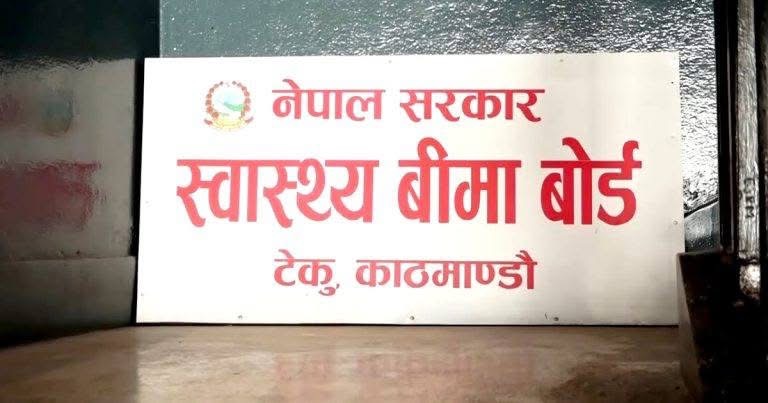 नेपाल सरकार
स्वास्थ्य बीमा बोर्ड
टेकु, काठमाण्डौ